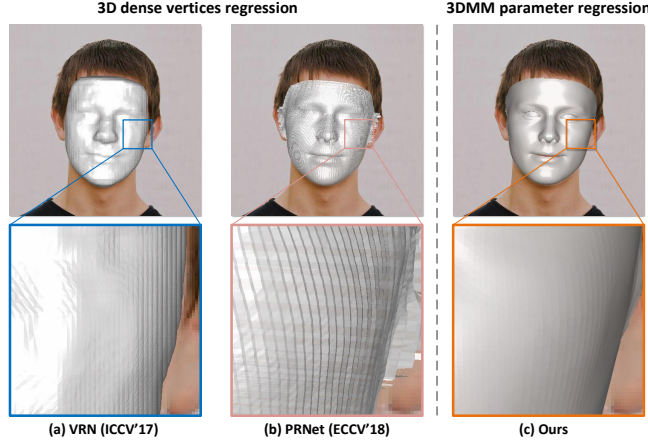 3D dense vertices regression
3DMM parameter regression
(a) VRN (ICCV'17)
(b) PRNet (ECCV'18)
(c) Ours